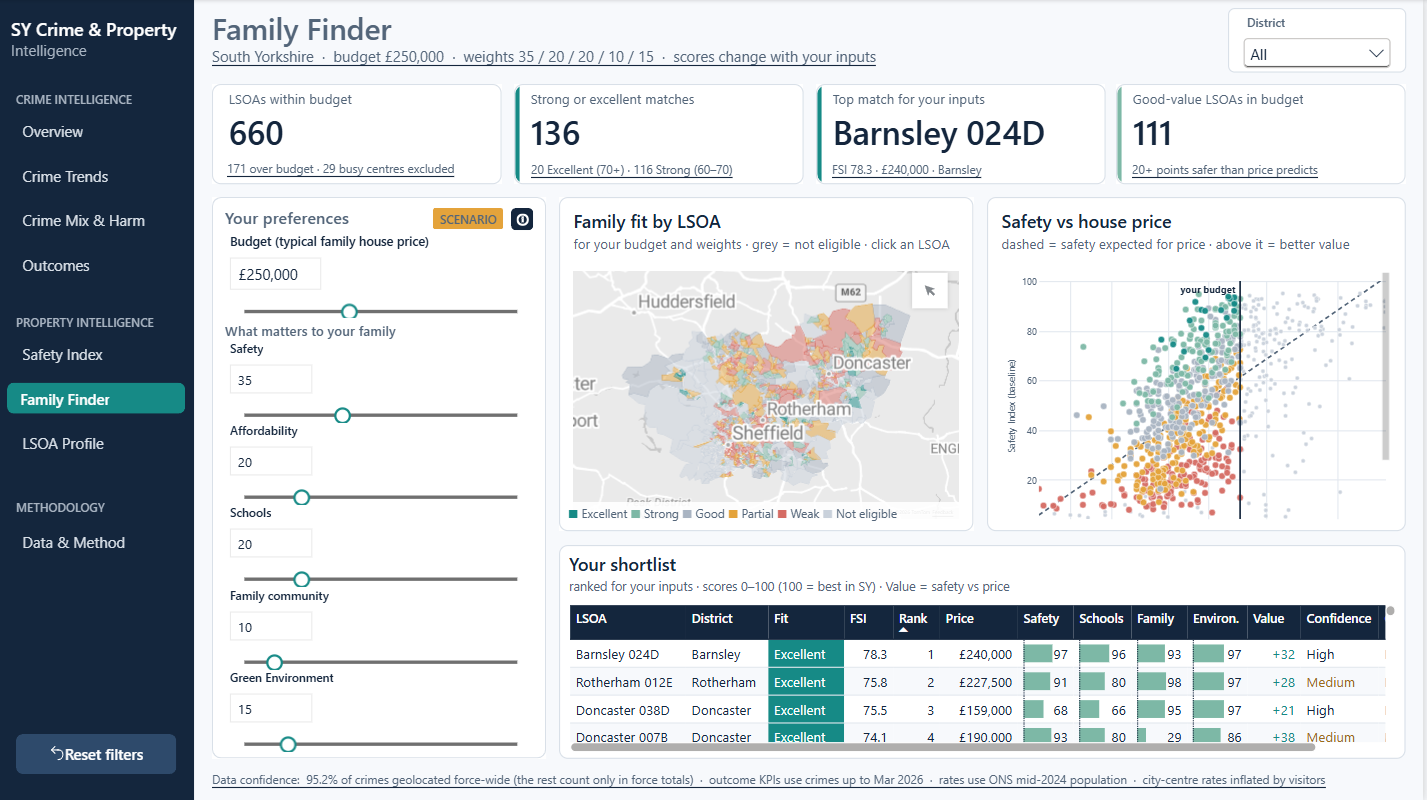 SY Crime & Property
Intelligence
CRIME INTELLIGENCE
Overview
Crime Trends
Crime Mix & Harm
Outcomes
PROPERTY INTELLIGENCE
Safety Index
Family Finder
LSOA Profile
METHODOLOGY
Data & Method
Reset filters
Family Finder
South Yorkshire · budget £250,000 · weights 35 / 20 / 20 / 10 / 15 · scores change with your inputs
District
All
LSOAs within budget
660
171 over budget · 29 busy centres excluded
Strong or excellent matches
136
20 Excellent (70+) · 116 Strong (60–70)
Top match for your inputs
Barnsley 024D
FSI 78.3 · £240,000 · Barnsley
Good-value LSOAs in budget
111
20+ points safer than price predicts
Your preferences
SCENARIO
Budget (typical family house price)
£250,000
What matters to your family
Safety
35
Affordability
20
Schools
20
Family community
10
Green Environment
15
Family fit by LSOA
for your budget and weights · grey = not eligible · click an LSOA
M62
Huddersfield
Doncaster
ter
port
Rotherham
Sheffield
ENGI
Peak District
Excellent Strong Good Partial Weak Not eligible
Safety vs house price
dashed = safety expected for price · above it = better value
your budget
Safety Index (baseline)
100
80
60
40
20
Your shortlist
ranked for your inputs · scores 0–100 (100 = best in SY) · Value = safety vs price
LSOA District Fit FSI Rank Price Safety Schools Family Environ. Value Confidence
Barnsley 024D Barnsley Excellent 78.3 1 £240,000 97 96 93 97 +32 High
Rotherham 012E Rotherham Excellent 75.8 2 £227,500 91 80 98 97 +28 Medium
Doncaster 038D Doncaster Excellent 75.5 3 £159,000 68 66 95 97 +21 High
Doncaster 007B Doncaster Excellent 74.1 4 £190,000 93 80 29 86 +38 Medium
Data confidence: 95.2% of crimes geolocated force-wide (the rest count only in force totals) · outcome KPIs use crimes up to Mar 2026 · rates use ONS mid-2024 population · city-centre rates inflated by visitors